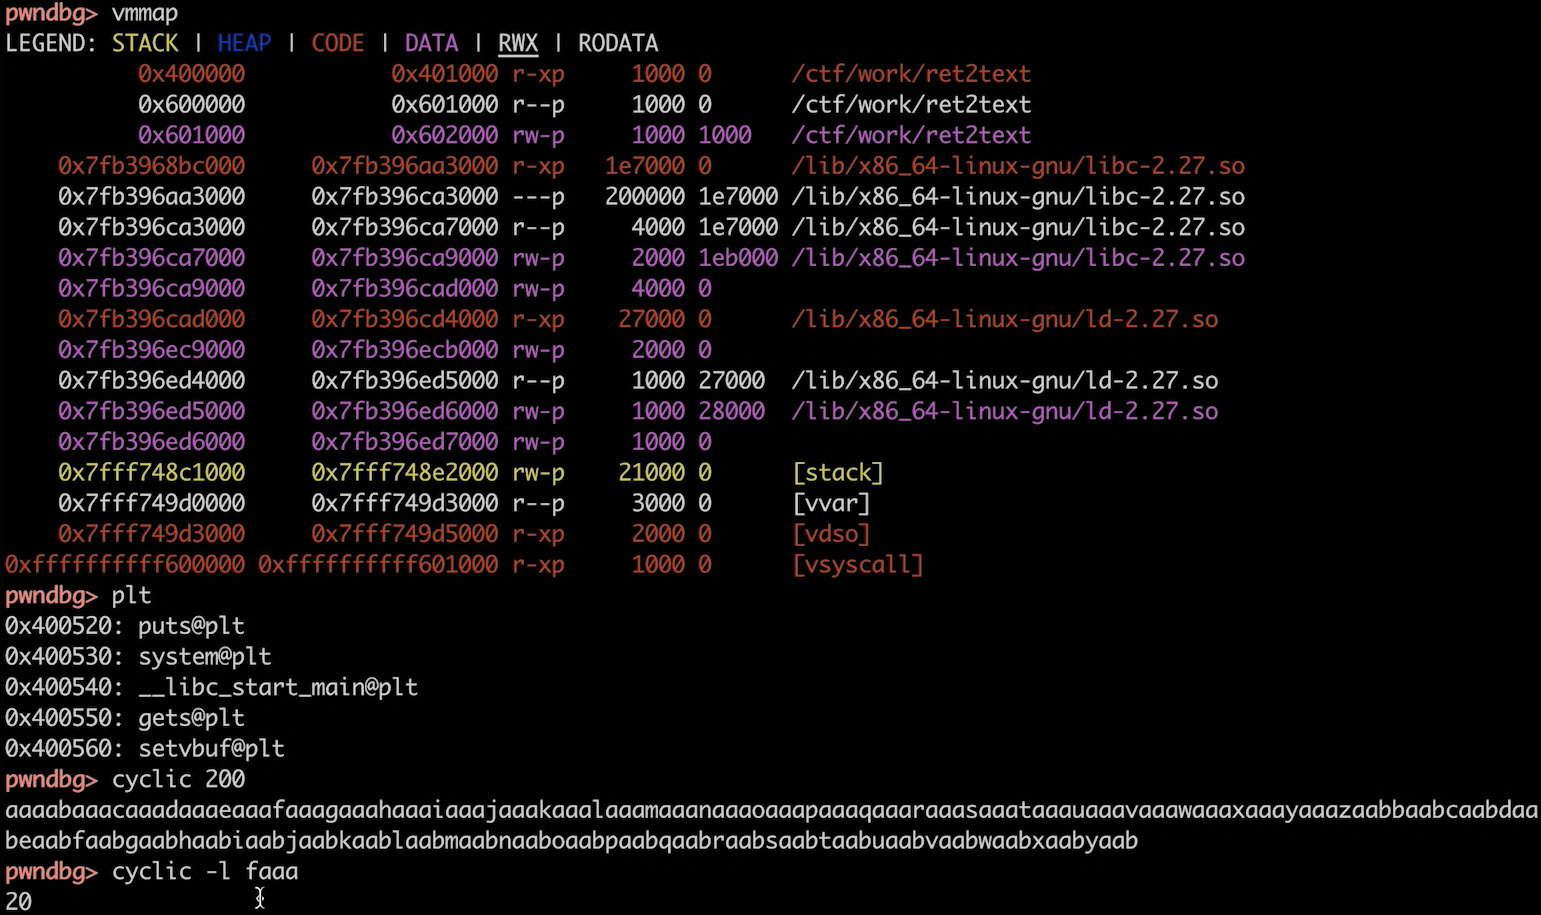 pwndbg> vmmap
LEGEND: STACK | HEAP | CODE | DATA | RWX | RODATA
0x400000 0x401000 r-xp 1000 0 /ctf/work/ret2text
0x600000 0x601000 r--p 1000 0 /ctf/work/ret2text
0x601000 0x602000 rw-p 1000 1000 /ctf/work/ret2text
0x7fb3968bc000 0x7fb396aa3000 r-xp 1e7000 0 /lib/x86_64-linux-gnu/libc-2.27.so
0x7fb396aa3000 0x7fb396ca3000 ---p 200000 1e7000 /lib/x86_64-linux-gnu/libc-2.27.so
0x7fb396ca3000 0x7fb396ca7000 r--p 4000 1e7000 /lib/x86_64-linux-gnu/libc-2.27.so
0x7fb396ca7000 0x7fb396ca9000 rw-p 2000 1eb000 /lib/x86_64-linux-gnu/libc-2.27.so
0x7fb396ca9000 0x7fb396cad000 rw-p 4000 0
0x7fb396cad000 0x7fb396cd4000 r-xp 27000 0 /lib/x86_64-linux-gnu/ld-2.27.so
0x7fb396ec9000 0x7fb396ecb000 rw-p 2000 0
0x7fb396ed4000 0x7fb396ed5000 r--p 1000 27000 /lib/x86_64-linux-gnu/ld-2.27.so
0x7fb396ed5000 0x7fb396ed6000 rw-p 1000 28000 /lib/x86_64-linux-gnu/ld-2.27.so
0x7fb396ed6000 0x7fb396ed7000 rw-p 1000 0
0x7fff748c1000 0x7fff748e2000 rw-p 21000 0 [stack]
0x7fff749d0000 0x7fff749d3000 r--p 3000 0 [vvar]
0x7fff749d3000 0x7fff749d5000 r-xp 2000 0 [vdso]
0xffffffffff600000 0xffffffffff601000 r-xp 1000 0 [vsyscall]
pwndbg> plt
0x400520: puts@plt
0x400530: system@plt
0x400540: __libc_start_main@plt
0x400550: gets@plt
0x400560: setvbuf@plt
pwndbg> cyclic 200
aaaabaaacaaadaaaeaaafaaagaaahaaaiaaajaaakaaalaaamaaanaaaoaaapaaaqaaaraaasaaataaauaaavaaawaaaxaaayaaazaabbaabcaabdaa
beaabfaabgaabhaabiaabjaabkaablaabmaabnaaboaabpaabqaabraabsaabtaabuaabvaabwaabxaabyaab
pwndbg> cyclic -l faaa
20